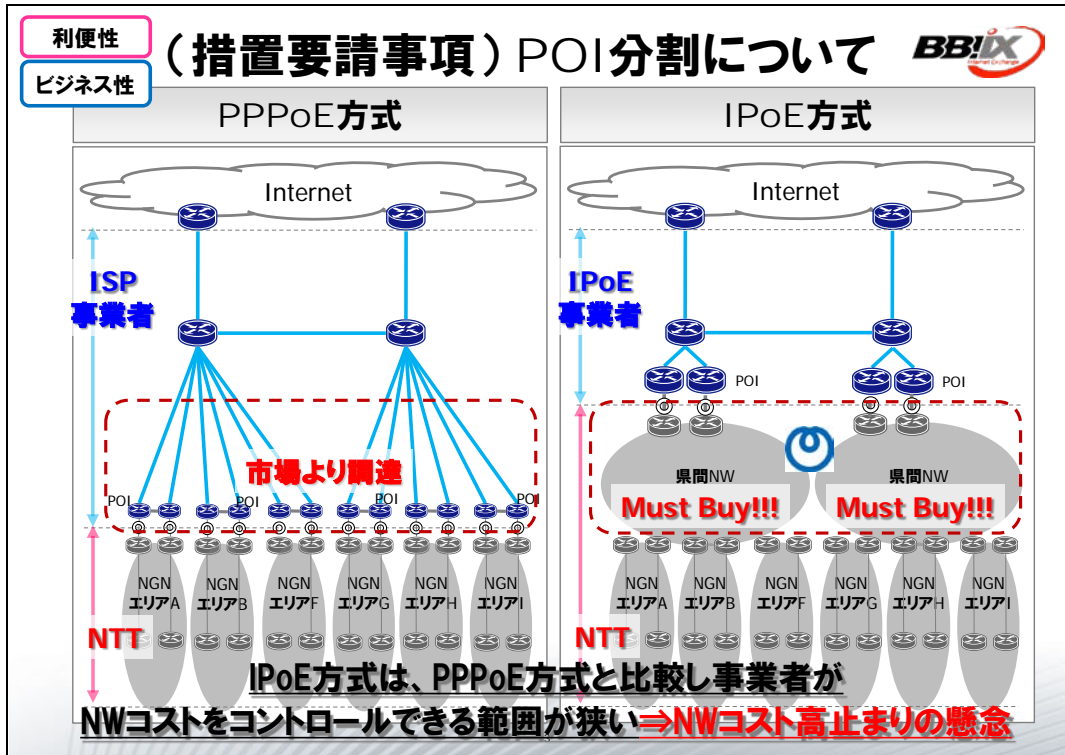 利便性
ビジネス性
（措置要請事項）POI分割について
BBIX
Internet Exchange
PPPoE方式
Internet
ISP
事業者
市場より調達
POI
POI
POI
POI
NGN
エリアA
NGN
エリアB
NGN
エリアF
NGN
エリアG
NGN
エリアH
NGN
エリアI
NTT
IPoE方式
Internet
IPoE
事業者
POI
POI
県間NW
Must Buy!!!
県間NW
Must Buy!!!
NGN
エリアA
NGN
エリアB
NGN
エリアF
NGN
エリアG
NGN
エリアH
NGN
エリアI
NTT
IPoE方式は、PPPoE方式と比較し事業者が
NWコストをコントロールできる範囲が狭い⇒NWコスト高止まりの懸念